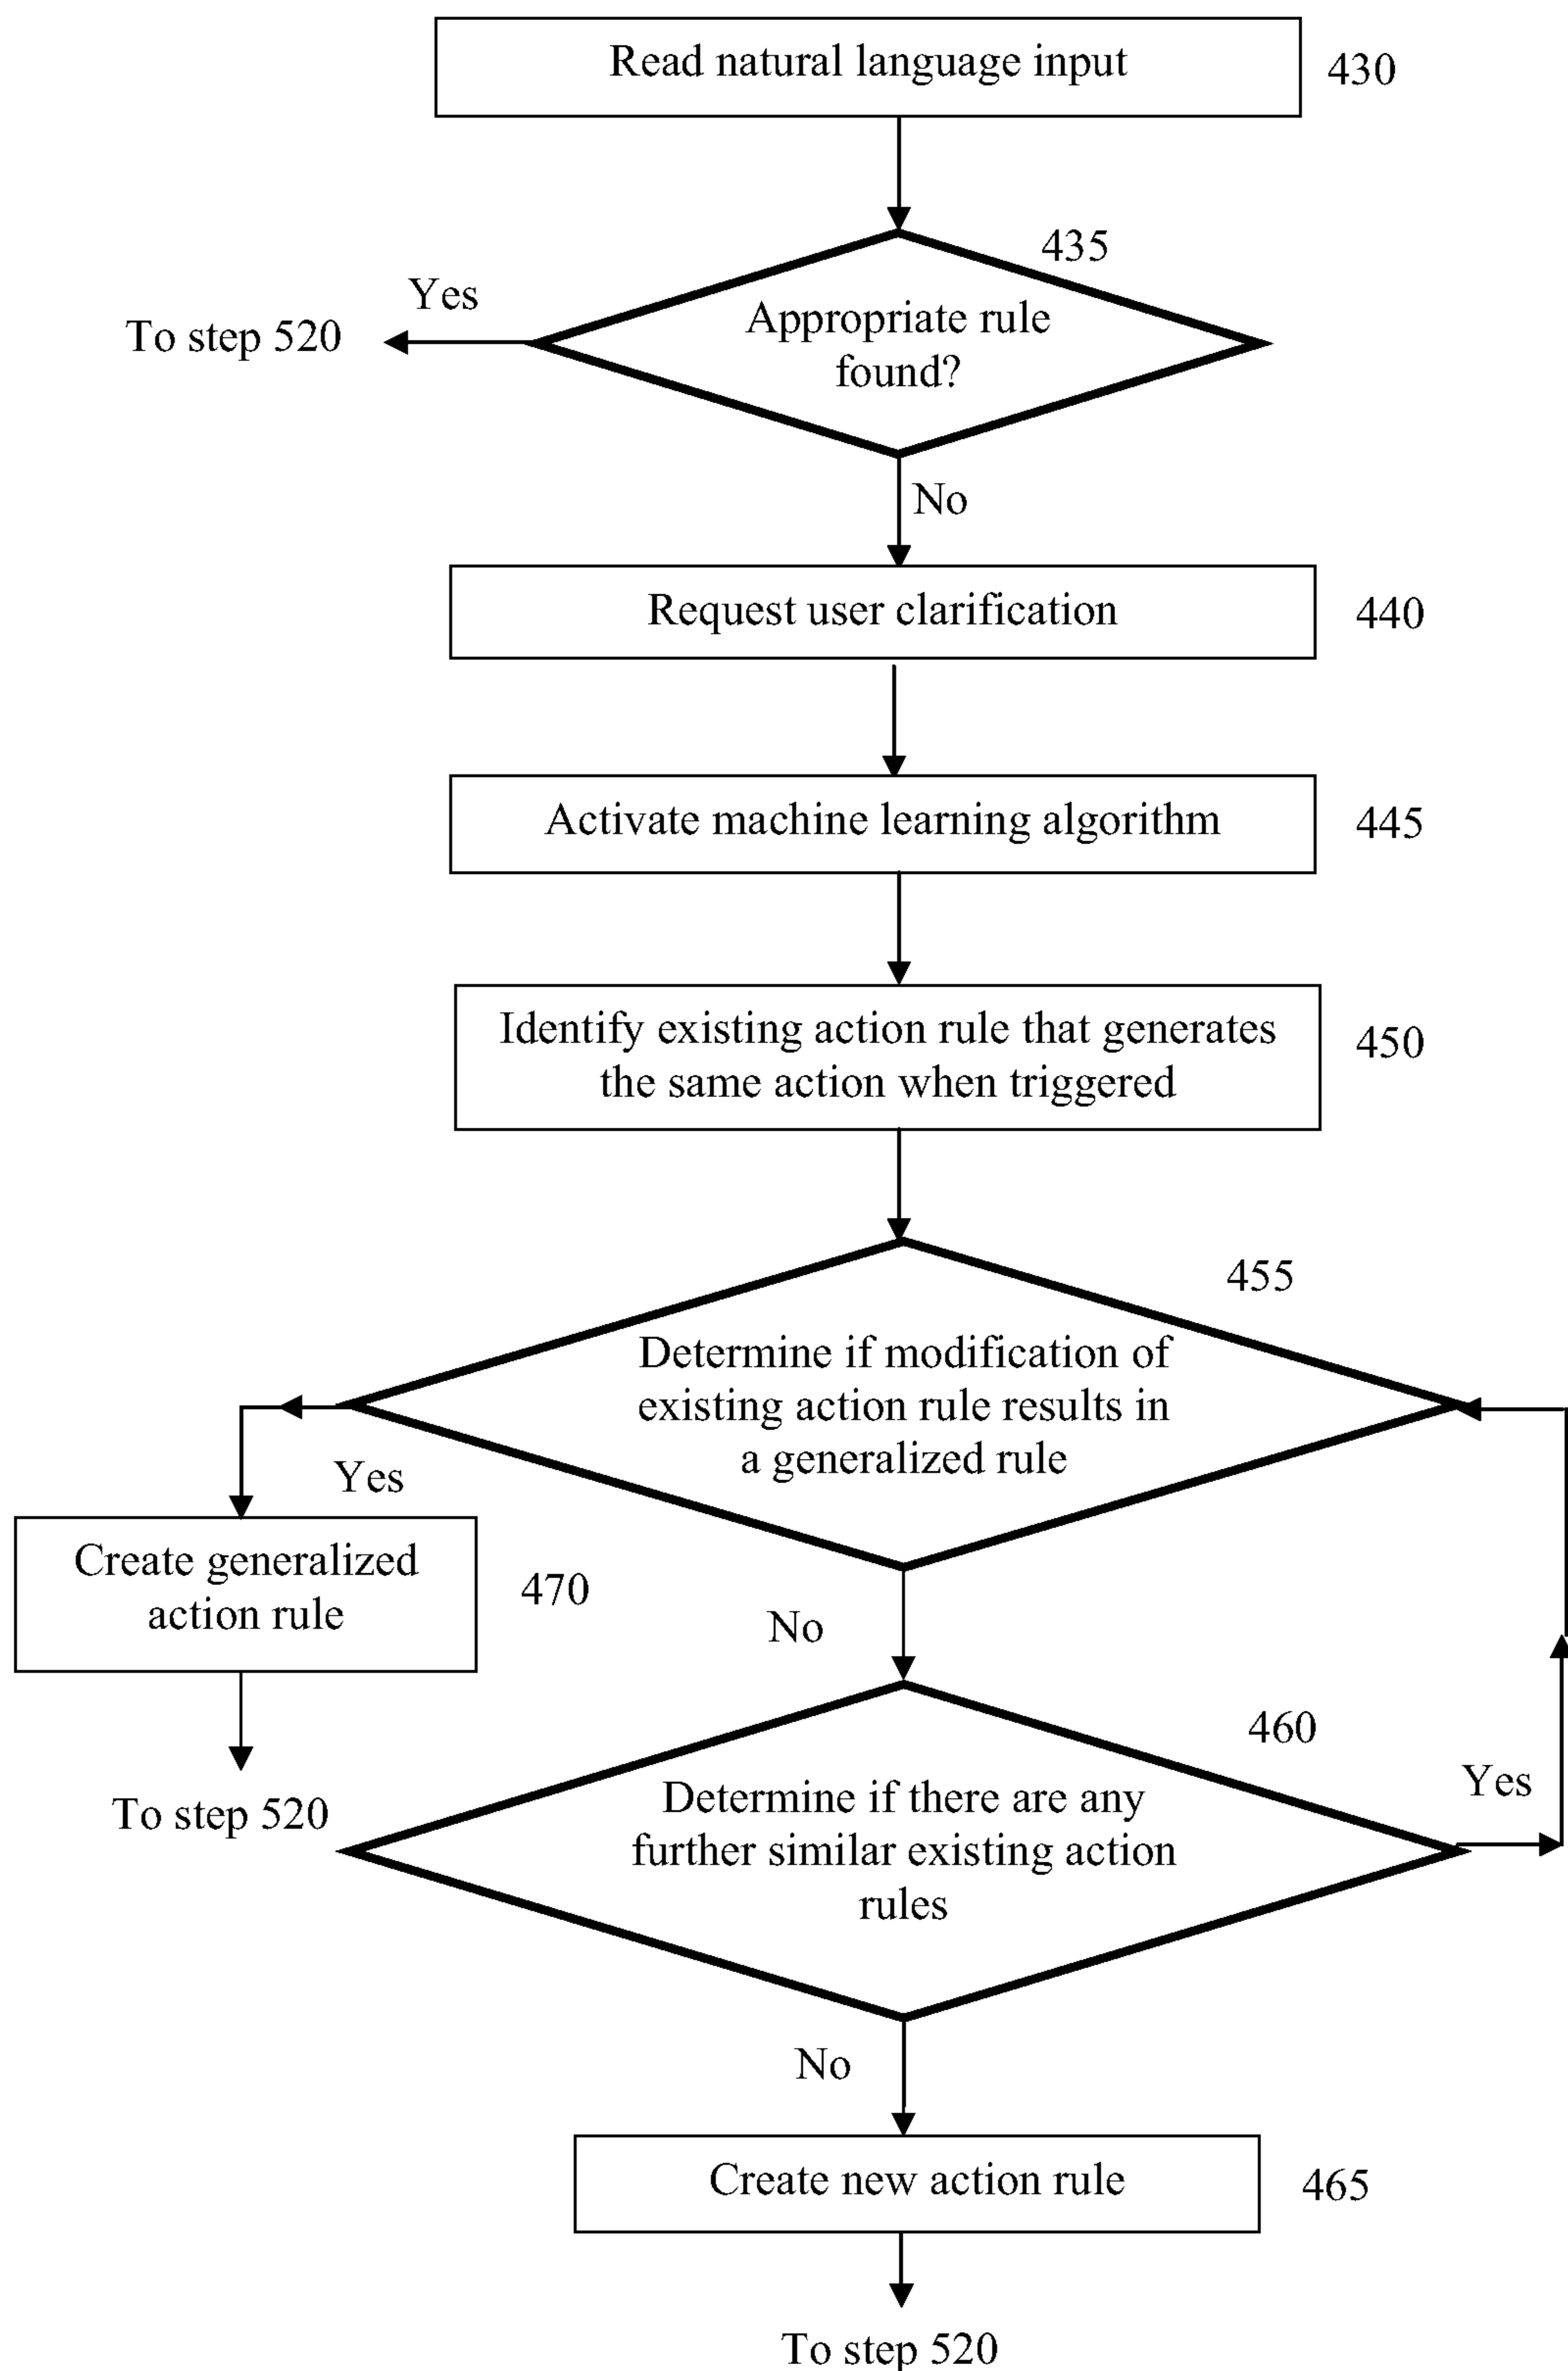 Read natural language input
430
435
Yes
To step 520
Appropriate rule
found?
No
Request user clarification
440
Activate machine learning algorithm
445
Identify existing action rule that generates
the same action when triggered
450
455
Determine if modification of
existing action rule results in
a generalized rule
Yes
Create generalized
action rule
470
No
460
Yes
To step 520
Determine if there are any
further similar existing action
rules
No
Create new action rule
465
To step 520